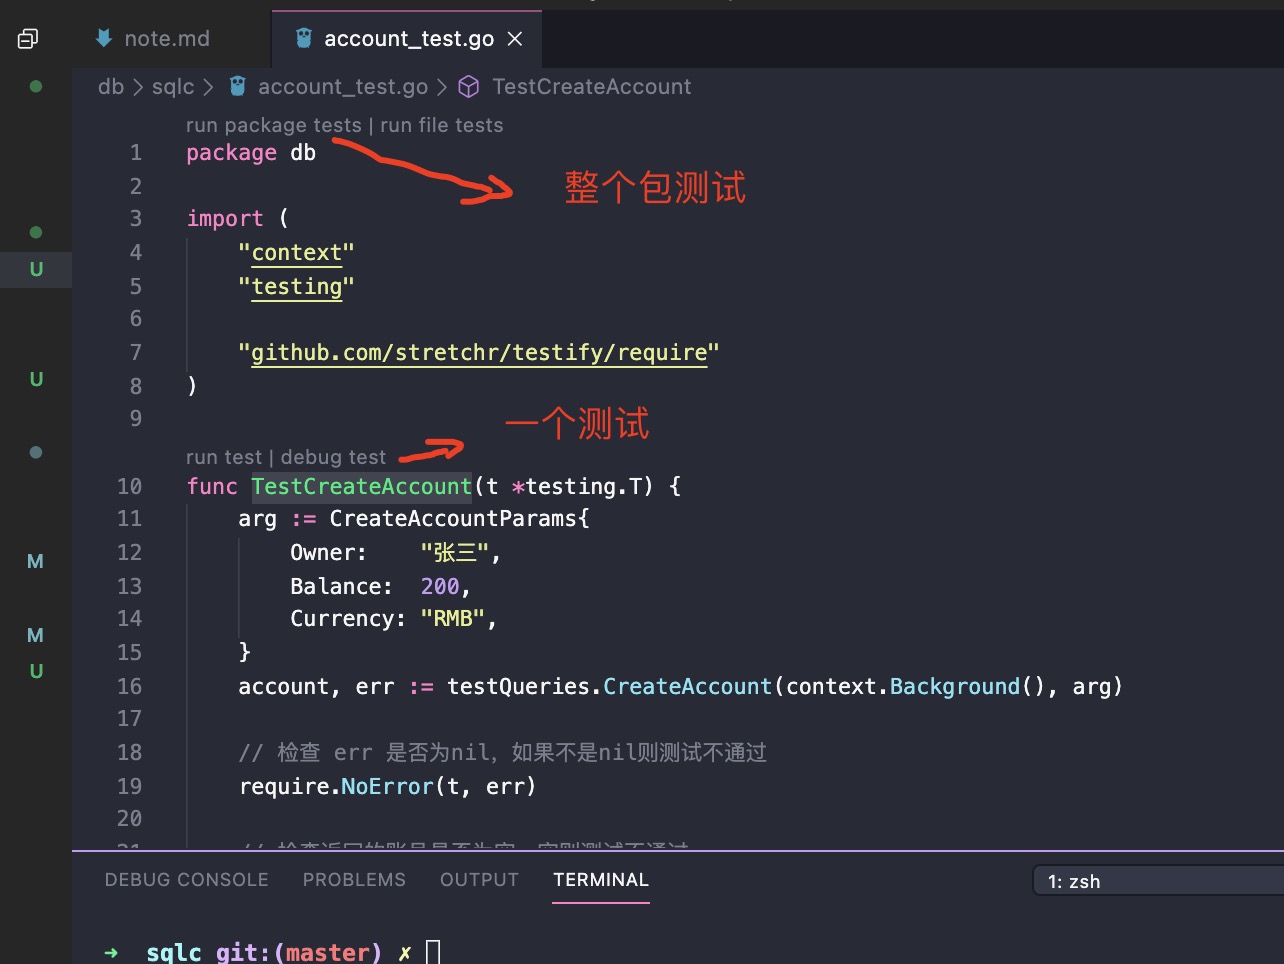 note.md
account_test.go
db > sqlc > account_test.go > TestCreateAccount
run package tests | run file tests
1 package db
整个包测试
2
3 import (
4 "context"
5 "testing"
6
7 "github.com/stretchr/testify/require"
8 )
9
一个测试
run test | debug test
10 func TestCreateAccount(t *testing.T) {
11 arg := CreateAccountParams{
12 Owner: "张三",
13 Balance: 200,
14 Currency: "RMB",
15 }
16 account, err := testQueries.CreateAccount(context.Background(), arg)
17
18 // 检查 err 是否为nil，如果不是nil则测试不通过
19 require.NoError(t, err)
20
U
U
M
M
U
DEBUG CONSOLE PROBLEMS OUTPUT TERMINAL
1: zsh
→ sqlc git:(master) ✗